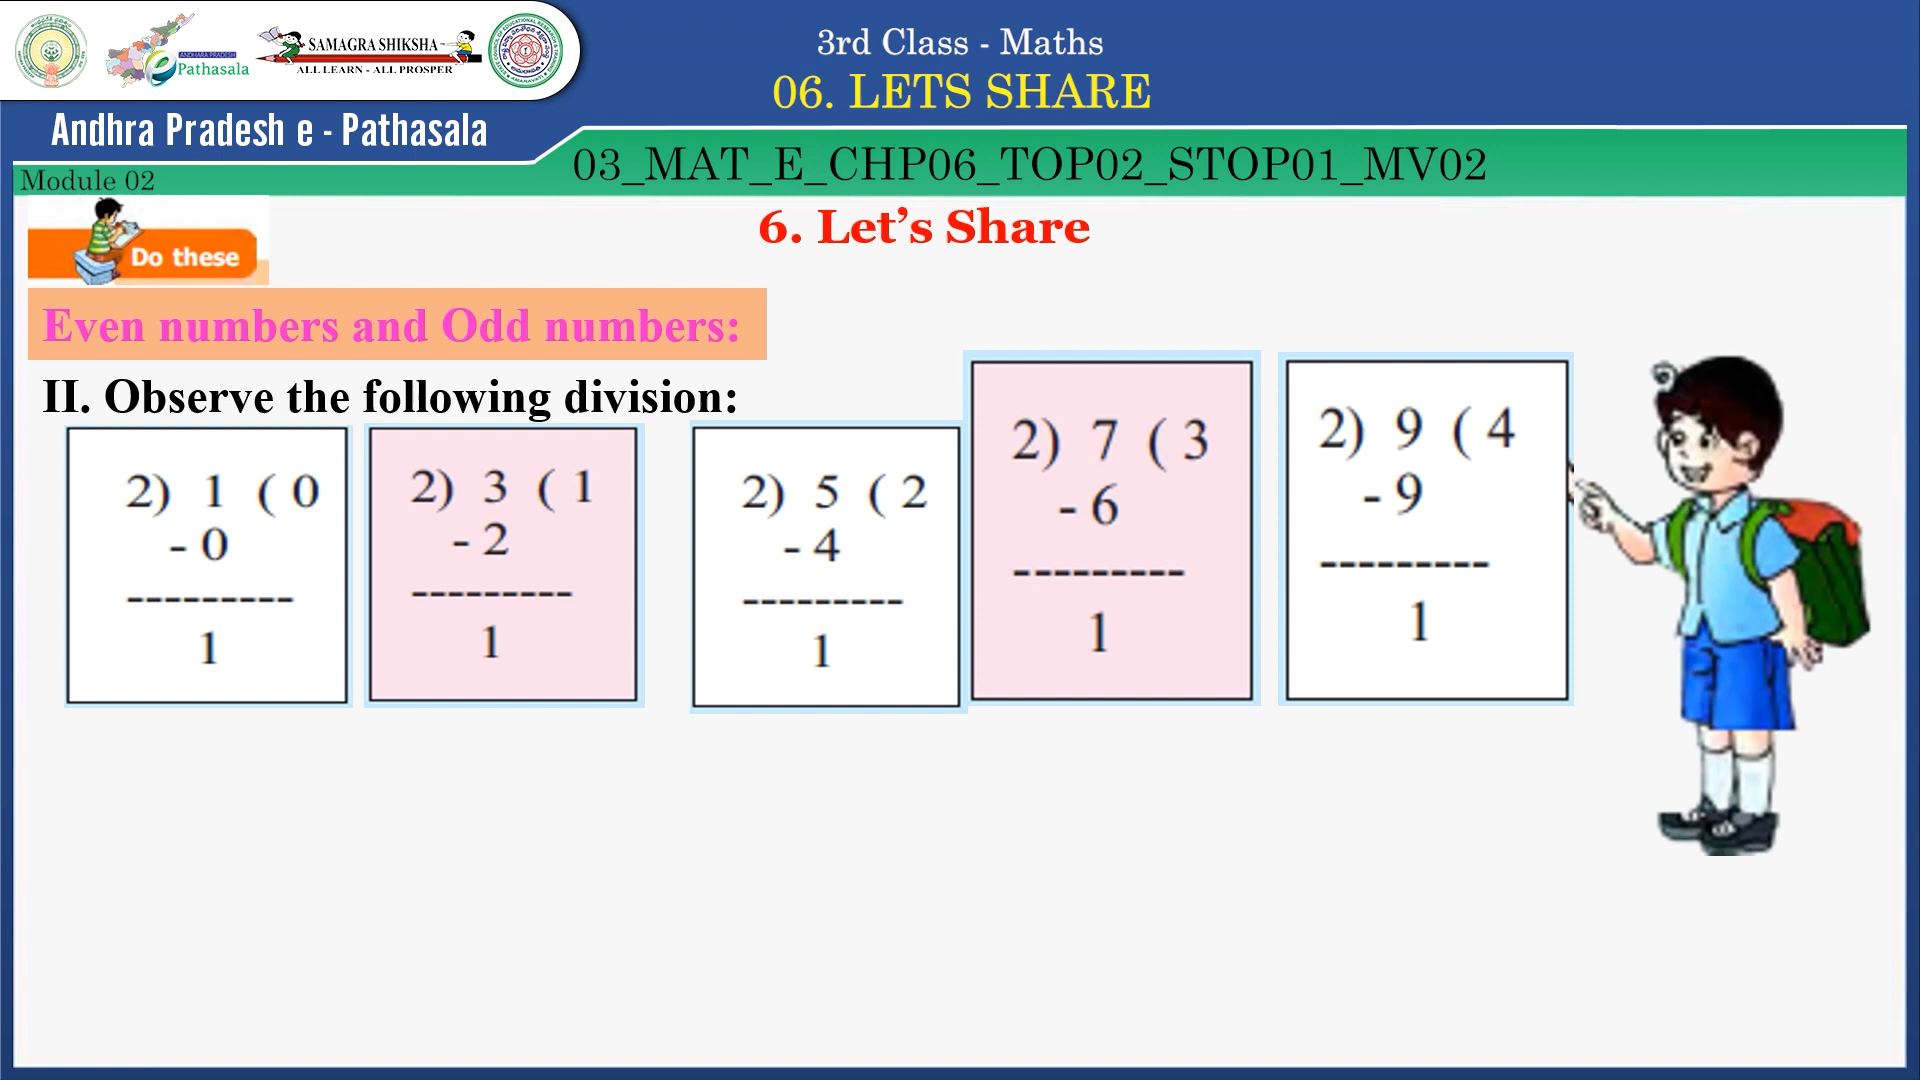 ANDHRA PRADESH
e Pathasala
SAMAGRA SHIKSHA
ALL LEARN - ALL PROSPER
Andhra Pradesh e - Pathasala
3rd Class - Maths
06. LETS SHARE
03_MAT_E_CHP06_TOP02_STOP01_MV02
Module 02
6. Let's Share
Do these
Even numbers and Odd numbers:
II. Observe the following division:
2) 1 ( 0
- 0
---------
1
2) 3 ( 1
- 2
---------
1
2) 5 ( 2
- 4
---------
1
2) 7 ( 3
- 6
---------
1
2) 9 ( 4
- 9
---------
1